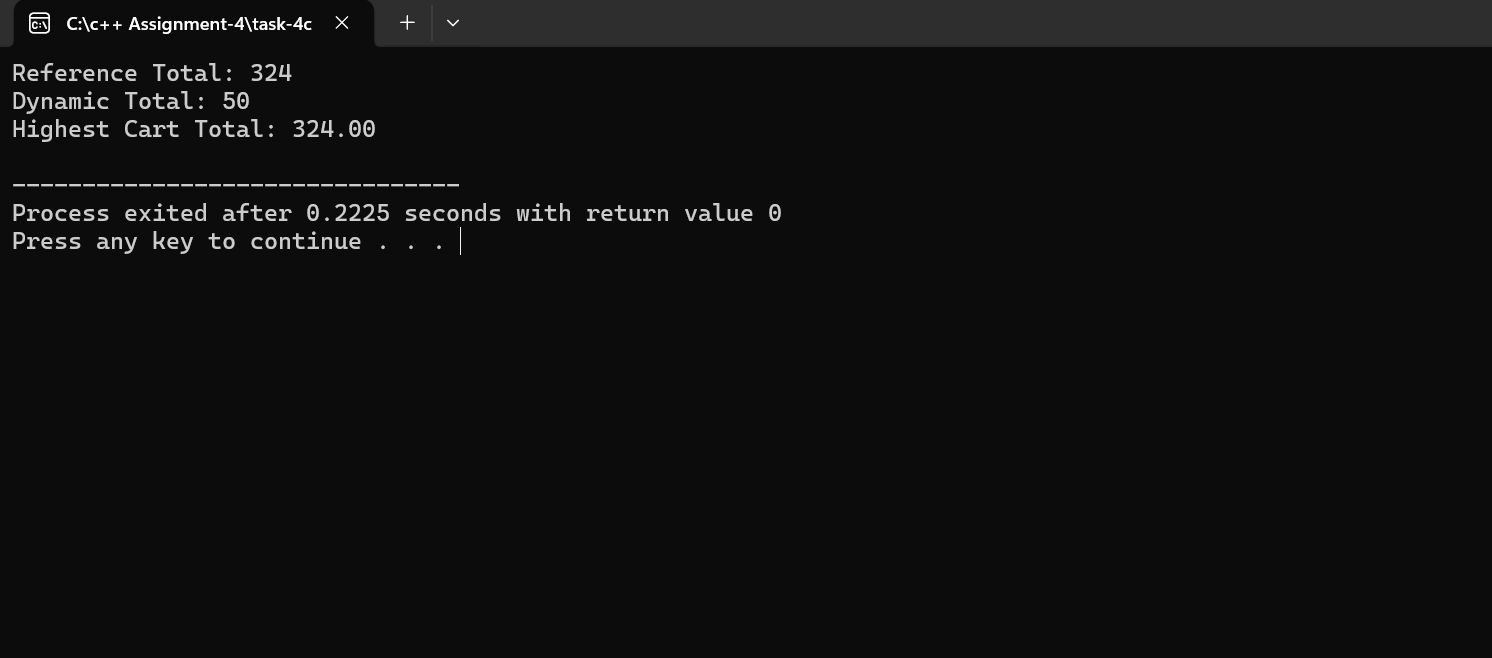 C:\c++ Assignment-4\task-4c
Reference Total: 324
Dynamic Total: 50
Highest Cart Total: 324.00
--------------------------------
Process exited after 0.2225 seconds with return value 0
Press any key to continue . . .